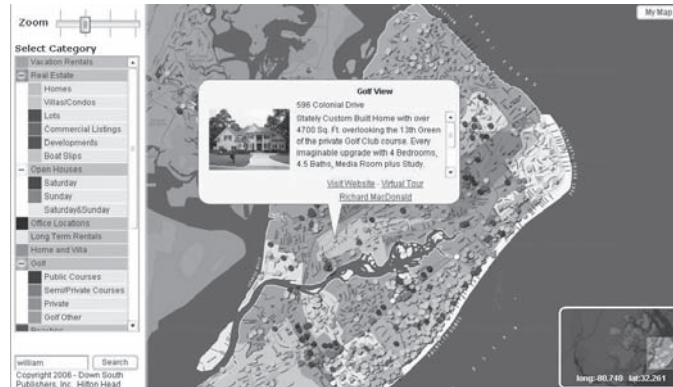 Zoom
Select Category
Vacation Rentals
Real Estate
Homes
Villas/Condos
Lots
Commercial Listings
Developments
Boat Slips
Open Houses
Saturday
Sunday
Saturday&Sunday
Office Locations
Long Term Rentals
Home and Villa
Golf
Public Courses
Semi/Private Courses
Private
Golf Other
Beaches
william
Search
Copyright 2006 - Down South
Publishers, Inc. Hilton Head
My Map
Golf View
596 Colonial Drive
Stately Custom Built Home with over
4700 Sq. Ft. overlooking the 13th Green
of the private Golf Club course. Every
imaginable upgrade with 4 Bedrooms,
4.5 Baths, Media Room plus Study.
Visit Website - Virtual Tour
Richard MacDonald
long:-80.748 lat:32.261